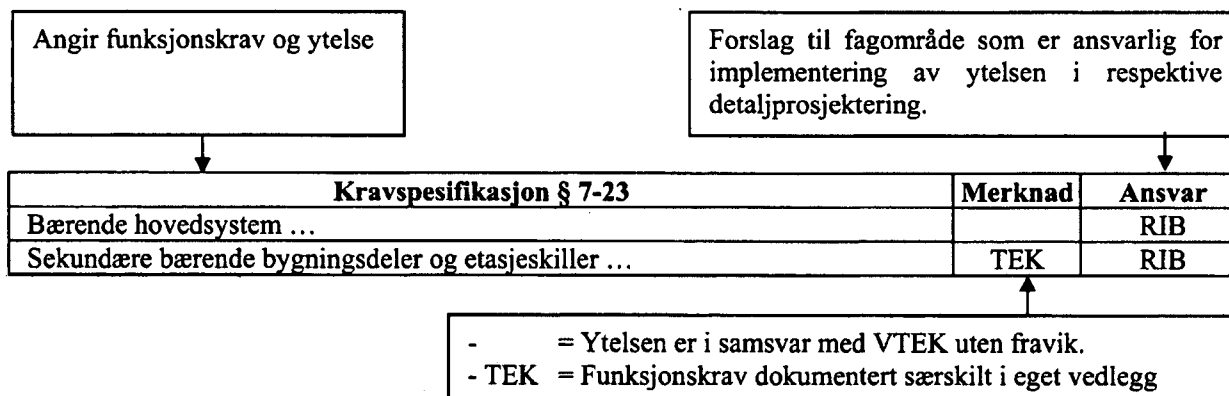 Angir funksjonskrav og ytelse
Forslag til fagområde som er ansvarlig for
implementering av ytelsen i respektive
detaljprosjektering.
Kravspesifikasjon § 7-23 Merknad Ansvar
Bærende hovedsystem ... RIB
Sekundære bærende bygningsdeler og etasjeskiller ... TEK RIB
- = Ytelsen er i samsvar med VTEK uten fravik.
- TEK = Funksjonskrav dokumentert særskilt i eget vedlegg